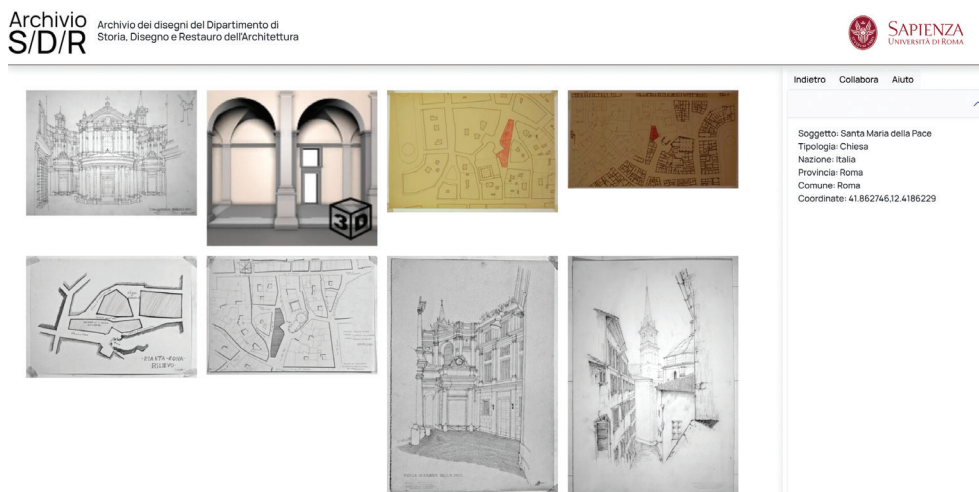 Archivio
S/D/R
Archivio dei disegni del Dipartimento di
Storia, Disegno e Restauro dell'Architettura
SAPIENZA
UNIVERSITÀ DI ROMA
Indietro Collabora Aiuto
Soggetto: Santa Maria della Pace
Tipologia: Chiesa
Nazione: Italia
Provincia: Roma
Comune: Roma
Coordinate: 41.862746,12.4186229
3D
RILIEVO